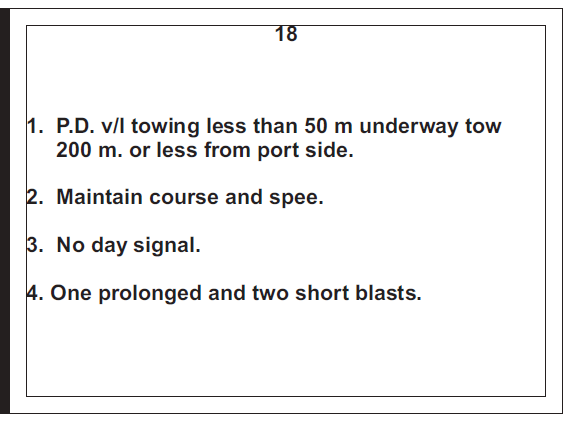 18
1. P.D. v/l towing less than 50 m underway tow
200 m. or less from port side.
2. Maintain course and spee.
3. No day signal.
4. One prolonged and two short blasts.